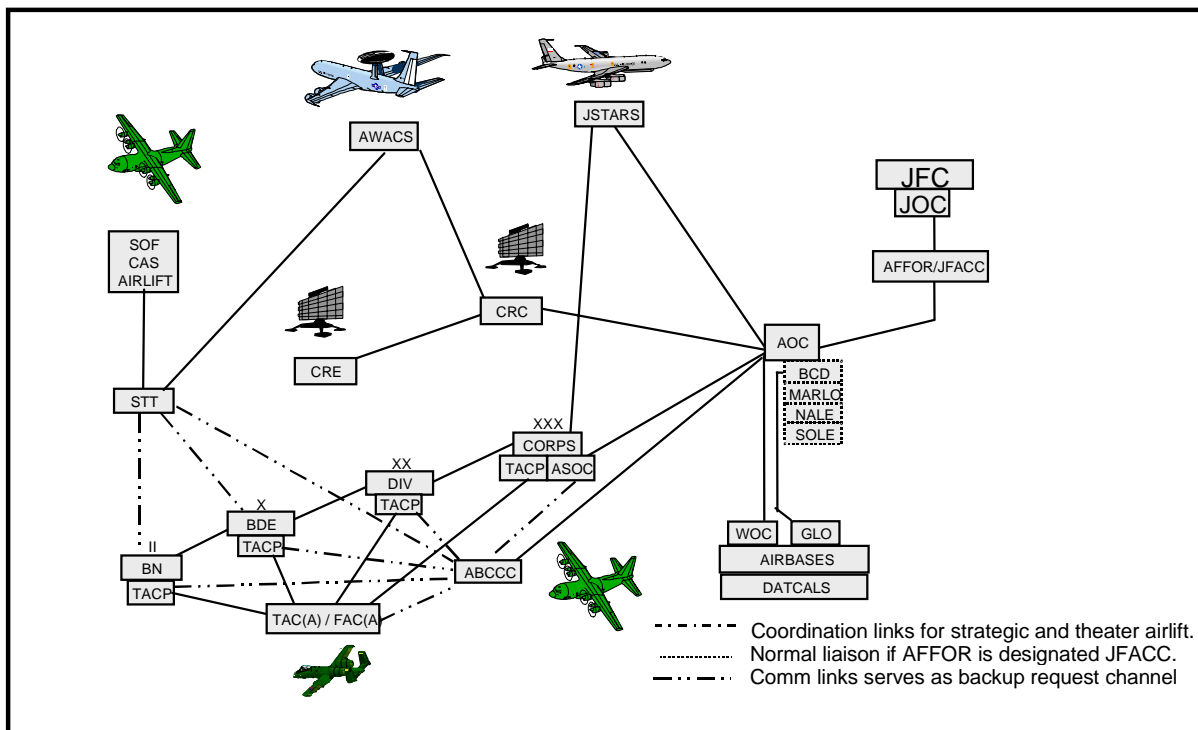 JSTARS
AWACS
JFC
JOC
SOF
CAS
AIRLIFT
AFFOR/JFACC
CRC
AOC
CRE
BCD
MARLO
NALE
SOLE
STT
XXX
CORPS
TACP ASOC
XX
DIV
TACP
X
BDE
TACP
II
BN
TACP
ABCCC
TAC(A) / FAC(A)
WOC GLO
AIRBASES
DATCALS
Coordination links for strategic and theater airlift.
Normal liaison if AFFOR is designated JFACC.
Comm links serves as backup request channel